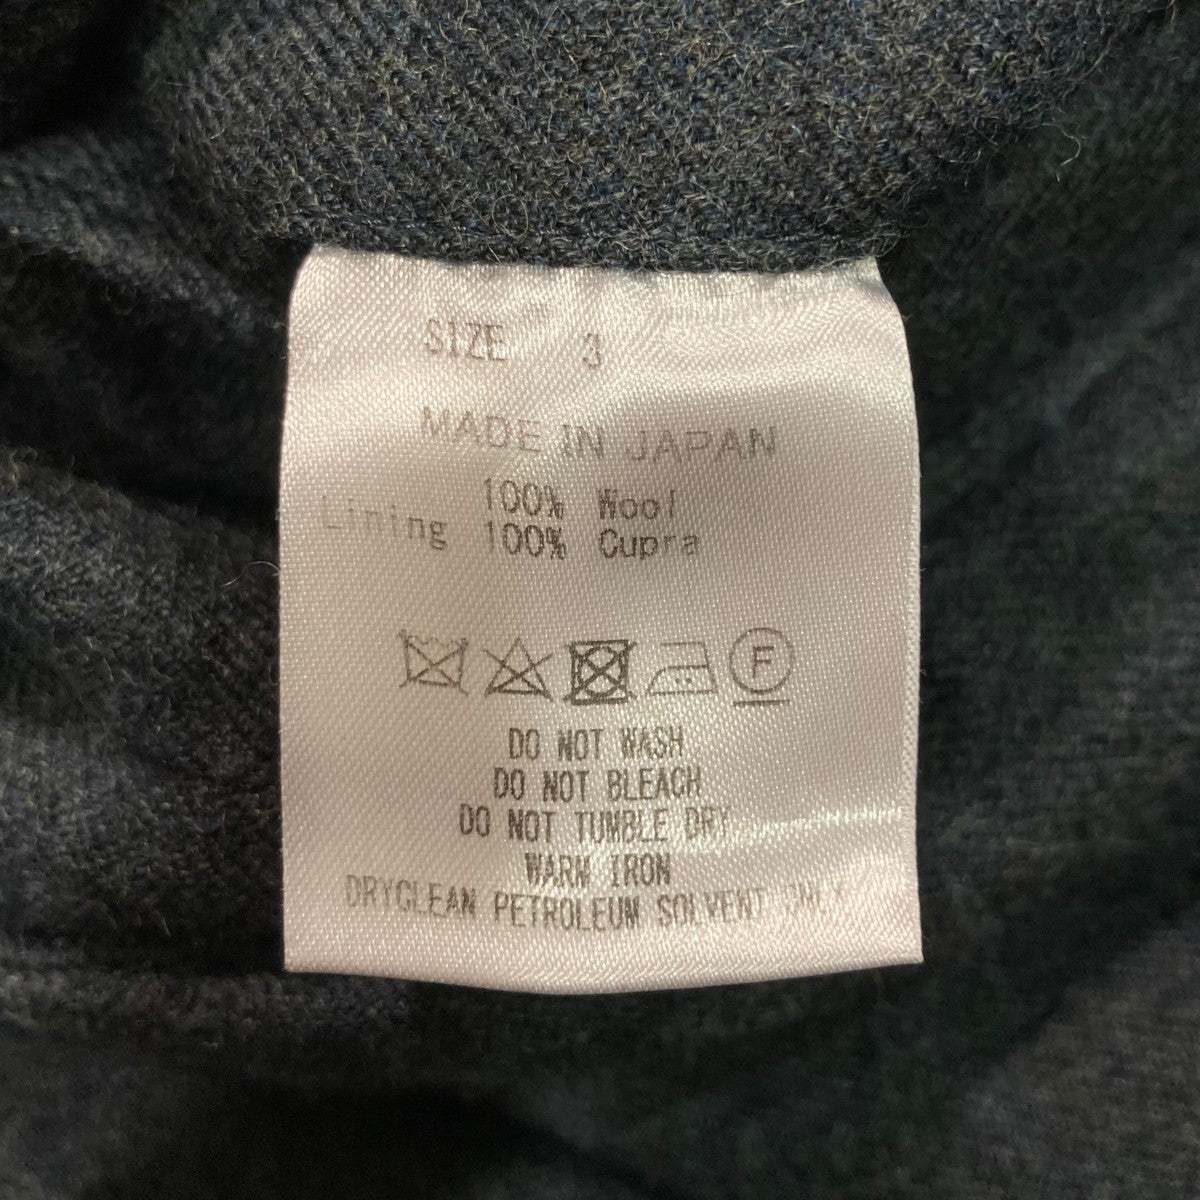 SIZE 3
MADE IN JAPAN
100% Wool
Lining 100% Cupra
F
DO NOT WASH
DO NOT BLEACH
DO NOT TUMBLE DRY
WARM IRON
DRYCLEAN PETROLEUM SOLVENT ONLY